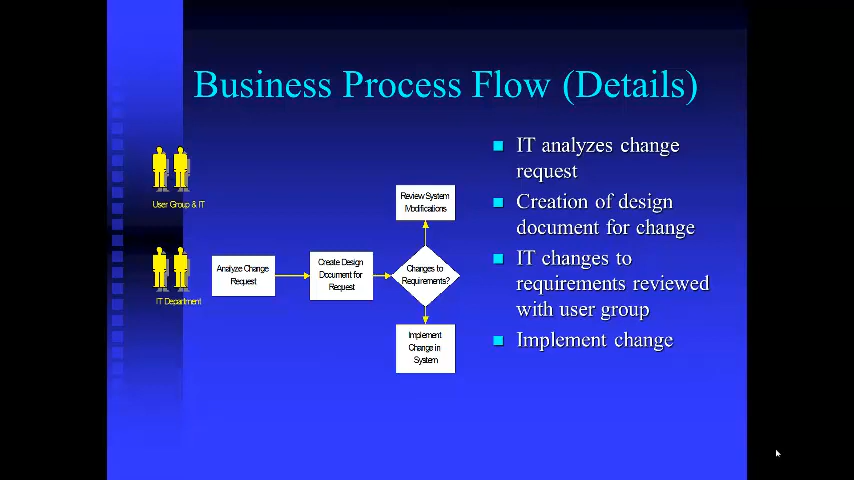 Business Process Flow (Details)
User Group & IT
IT Department
Analyze Change
Request
Create Design
Document for
Request
Review System
Modifications
Changes to
Requirements?
Implement
Change in
System
IT analyzes change
request
Creation of design
document for change
IT changes to
requirements reviewed
with user group
Implement change